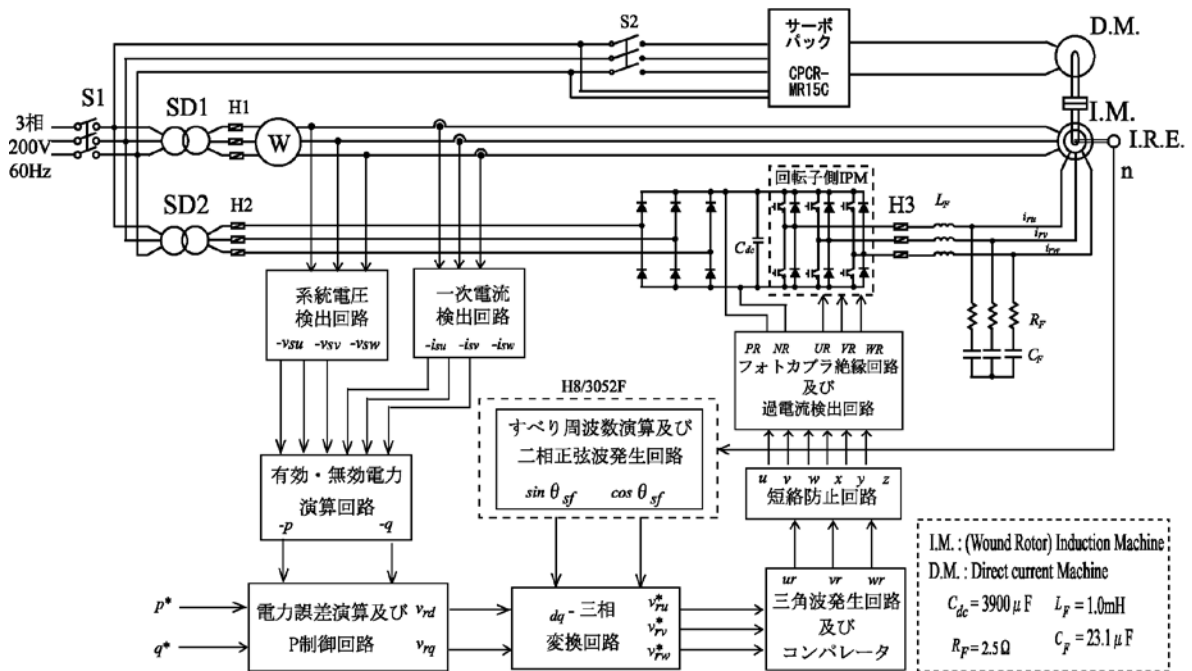 S2
サーボ
パック
CPCR-
MR15C
D.M.
S1
SD1
H1
W
I.M.
3相
200V
60Hz
I.R.E.
n
回転子側IPM
SD2
H2
H3
L_F
C_dc
i_ru
i_rv
i_rw
系統電圧
検出回路
-v_su -v_sv -v_sw
一次電流
検出回路
-i_su -i_sv -i_sw
R_F
C_F
PR NR UR VR WR
フォトカプラ絶縁回路
及び
過電流検出回路
H8/3052F
すべり周波数演算及び
二相正弦波発生回路
sin θ_sf cos θ_sf
u v w x y z
短絡防止回路
有効・無効電力
演算回路
-p -q
p*
q*
電力誤差演算及び
P制御回路
v_rd
v_rq
dq - 三相
変換回路
v*_ru
v*_rv
v*_rw
ur vr wr
三角波発生回路
及び
コンパレータ
I.M. : (Wound Rotor) Induction Machine
D.M. : Direct current Machine
C_dc = 3900 μF L_F = 1.0mH
R_F = 2.5Ω C_F = 23.1 μF